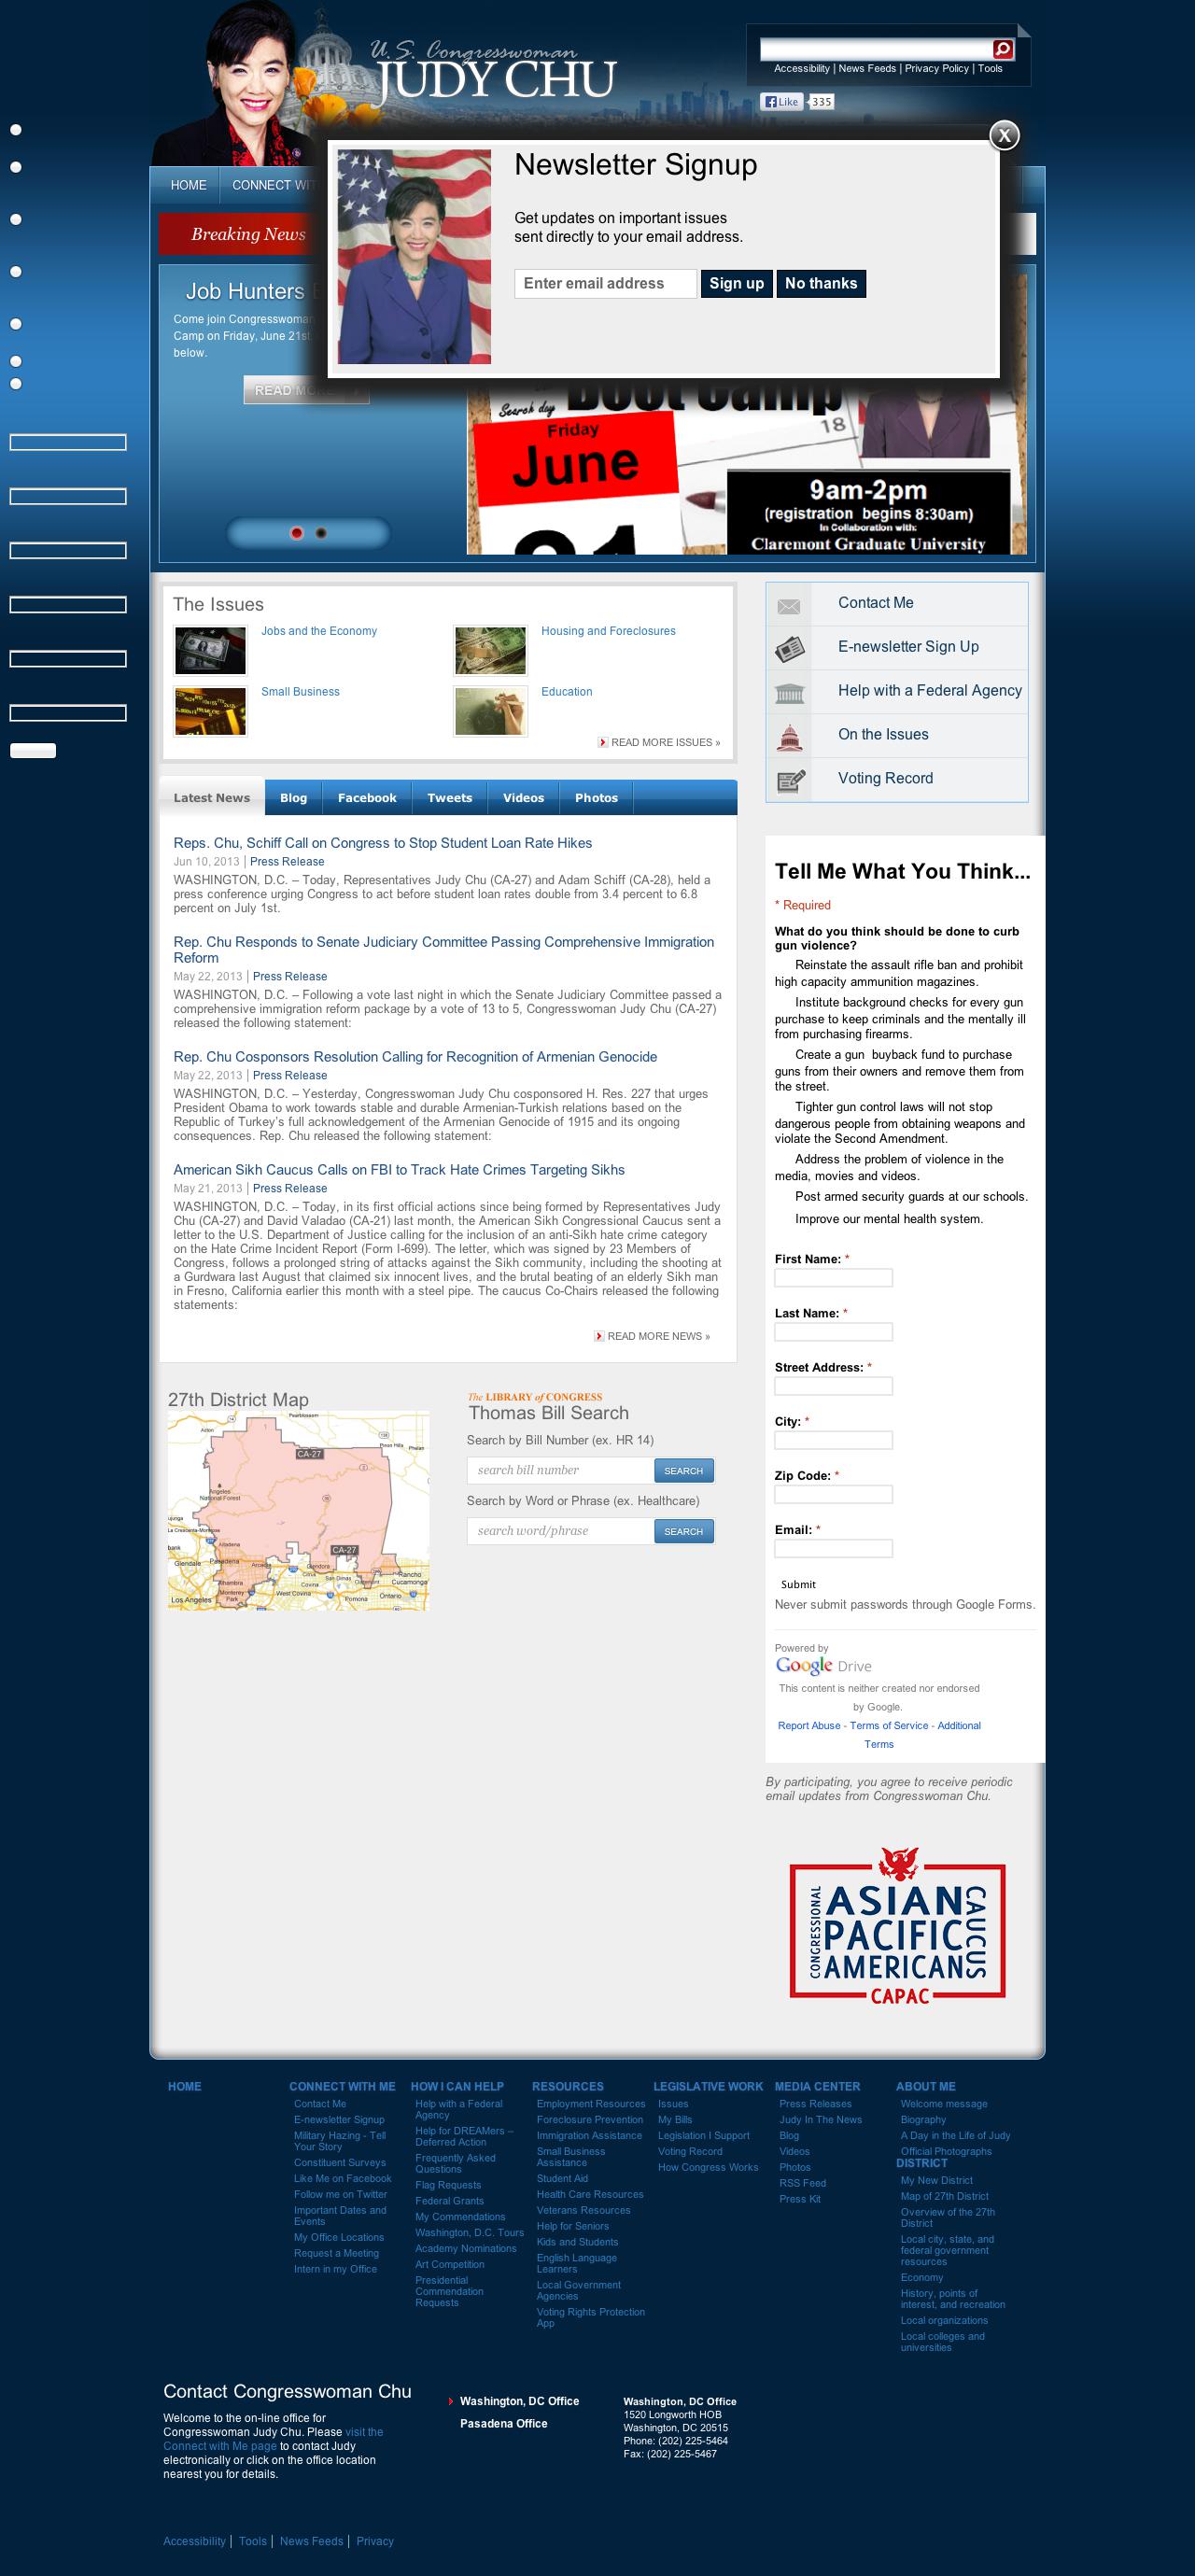 U.S. Congresswoman
JUDY CHU
Accessibility | News Feeds | Privacy Policy | Tools
Like 335
X
HOME
CONNECT WIT
Newsletter Signup
Get updates on important issues
sent directly to your email address.
Enter email address
Sign up
No thanks
Breaking News
Job Hunters
Come join Congresswoman
Camp on Friday, June 21st
below.
READ MORE
Boot Camp
Search day
Friday
June
21
18
9am-2pm
(registration begins 8:30am)
In Collaboration with:
Claremont Graduate University
The Issues
Jobs and the Economy
Housing and Foreclosures
Small Business
Education
READ MORE ISSUES »
Contact Me
E-newsletter Sign Up
Help with a Federal Agency
On the Issues
Voting Record
Latest News
Blog
Facebook
Tweets
Videos
Photos
Reps. Chu, Schiff Call on Congress to Stop Student Loan Rate Hikes
Jun 10, 2013 | Press Release
WASHINGTON, D.C. – Today, Representatives Judy Chu (CA-27) and Adam Schiff (CA-28), held a
press conference urging Congress to act before student loan rates double from 3.4 percent to 6.8
percent on July 1st.
Rep. Chu Responds to Senate Judiciary Committee Passing Comprehensive Immigration
Reform
May 22, 2013 | Press Release
WASHINGTON, D.C. – Following a vote last night in which the Senate Judiciary Committee passed a
comprehensive immigration reform package by a vote of 13 to 5, Congresswoman Judy Chu (CA-27)
released the following statement:
Rep. Chu Cosponsors Resolution Calling for Recognition of Armenian Genocide
May 22, 2013 | Press Release
WASHINGTON, D.C. – Yesterday, Congresswoman Judy Chu cosponsored H. Res. 227 that urges
President Obama to work towards stable and durable Armenian-Turkish relations based on the
Republic of Turkey's full acknowledgement of the Armenian Genocide of 1915 and its ongoing
consequences. Rep. Chu released the following statement:
American Sikh Caucus Calls on FBI to Track Hate Crimes Targeting Sikhs
May 21, 2013 | Press Release
WASHINGTON, D.C. – Today, in its first official actions since being formed by Representatives Judy
Chu (CA-27) and David Valadao (CA-21) last month, the American Sikh Congressional Caucus sent a
letter to the U.S. Department of Justice calling for the inclusion of an anti-Sikh hate crime category
on the Hate Crime Incident Report (Form I-699). The letter, which was signed by 23 Members of
Congress, follows a prolonged string of attacks against the Sikh community, including the shooting at
a Gurdwara last August that claimed six innocent lives, and the brutal beating of an elderly Sikh man
in Fresno, California earlier this month with a steel pipe. The caucus Co-Chairs released the following
statements:
READ MORE NEWS »
Tell Me What You Think...
* Required
What do you think should be done to curb
gun violence?
Reinstate the assault rifle ban and prohibit
high capacity ammunition magazines.
Institute background checks for every gun
purchase to keep criminals and the mentally ill
from purchasing firearms.
Create a gun buyback fund to purchase
guns from their owners and remove them from
the street.
Tighter gun control laws will not stop
dangerous people from obtaining weapons and
violate the Second Amendment.
Address the problem of violence in the
media, movies and videos.
Post armed security guards at our schools.
Improve our mental health system.
First Name: *
Last Name: *
Street Address: *
City: *
Zip Code: *
Email: *
Submit
Never submit passwords through Google Forms.
Powered by
Google Drive
This content is neither created nor endorsed
by Google.
Report Abuse - Terms of Service - Additional
Terms
By participating, you agree to receive periodic
email updates from Congresswoman Chu.
27th District Map
CA-27
Angeles
National Forest
CA-27
Glendale
Pasadena
Arcadia
Glendora
San Dimas
Claremont
Rancho
Cucamonga
Alhambra
Monterey
Park
West Covina
Covina
Pomona
Ontario
Los Angeles
The LIBRARY of CONGRESS
Thomas Bill Search
Search by Bill Number (ex. HR 14)
search bill number
SEARCH
Search by Word or Phrase (ex. Healthcare)
search word/phrase
SEARCH
CONGRESSIONAL
ASIAN
PACIFIC
AMERICANS
CAUCUS
CAPAC
HOME
CONNECT WITH ME
Contact Me
E-newsletter Signup
Military Hazing - Tell
Your Story
Constituent Surveys
Like Me on Facebook
Follow me on Twitter
Important Dates and
Events
My Office Locations
Request a Meeting
Intern in my Office
HOW I CAN HELP
Help with a Federal
Agency
Help for DREAMers –
Deferred Action
Frequently Asked
Questions
Flag Requests
Federal Grants
My Commendations
Washington, D.C. Tours
Academy Nominations
Art Competition
Presidential
Commendation
Requests
RESOURCES
Employment Resources
Foreclosure Prevention
Immigration Assistance
Small Business
Assistance
Student Aid
Health Care Resources
Veterans Resources
Help for Seniors
Kids and Students
English Language
Learners
Local Government
Agencies
Voting Rights Protection
App
LEGISLATIVE WORK
Issues
My Bills
Legislation I Support
Voting Record
How Congress Works
MEDIA CENTER
Press Releases
Judy In The News
Blog
Videos
Photos
RSS Feed
Press Kit
ABOUT ME
Welcome message
Biography
A Day in the Life of Judy
Official Photographs
DISTRICT
My New District
Map of 27th District
Overview of the 27th
District
Local city, state, and
federal government
resources
Economy
History, points of
interest, and recreation
Local organizations
Local colleges and
universities
Contact Congresswoman Chu
Welcome to the on-line office for
Congresswoman Judy Chu. Please visit the
Connect with Me page to contact Judy
electronically or click on the office location
nearest you for details.
Washington, DC Office
Pasadena Office
Washington, DC Office
1520 Longworth HOB
Washington, DC 20515
Phone: (202) 225-5464
Fax: (202) 225-5467
Accessibility | Tools | News Feeds | Privacy